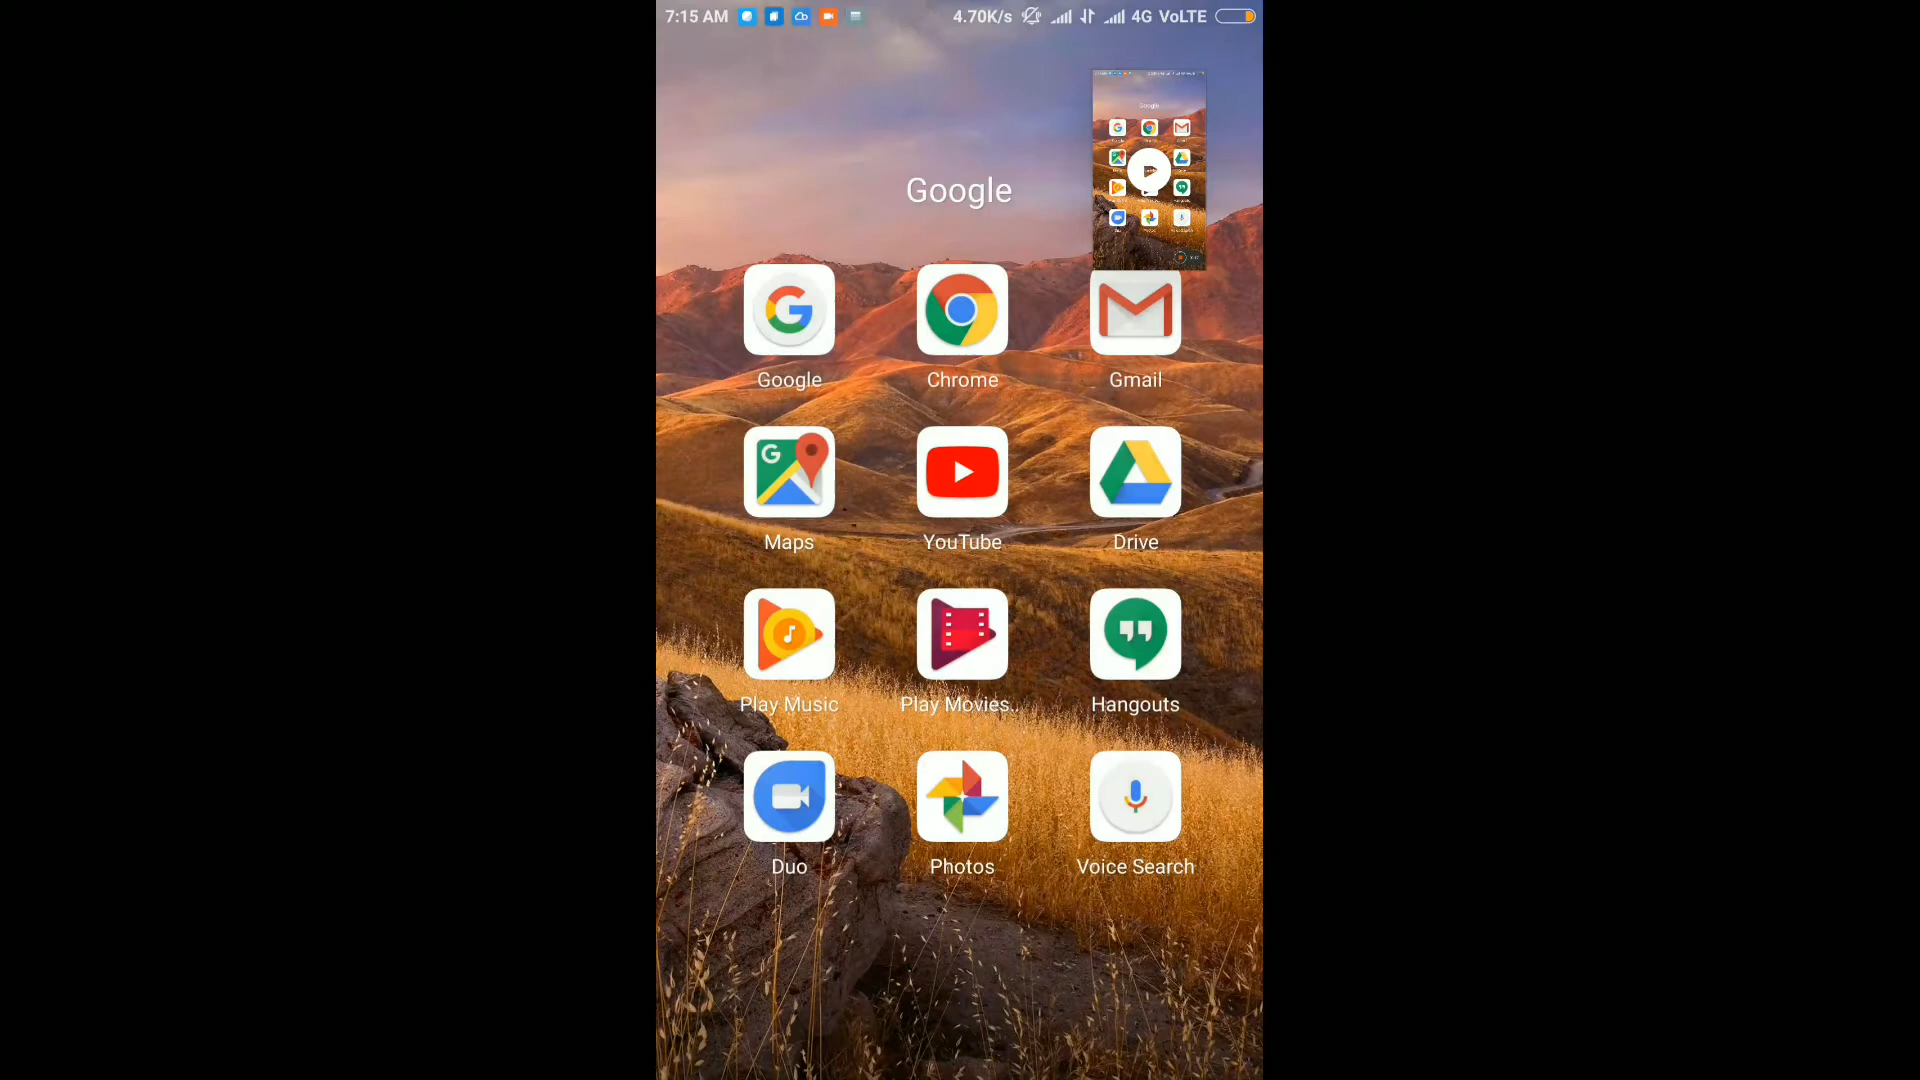 7:15 AM 4.70K/s 4G VoLTE
Google
Google
Google Chrome Gmail
G
Maps YouTube Drive
Play Music Play Movies.. Hangouts
Duo Photos Voice Search